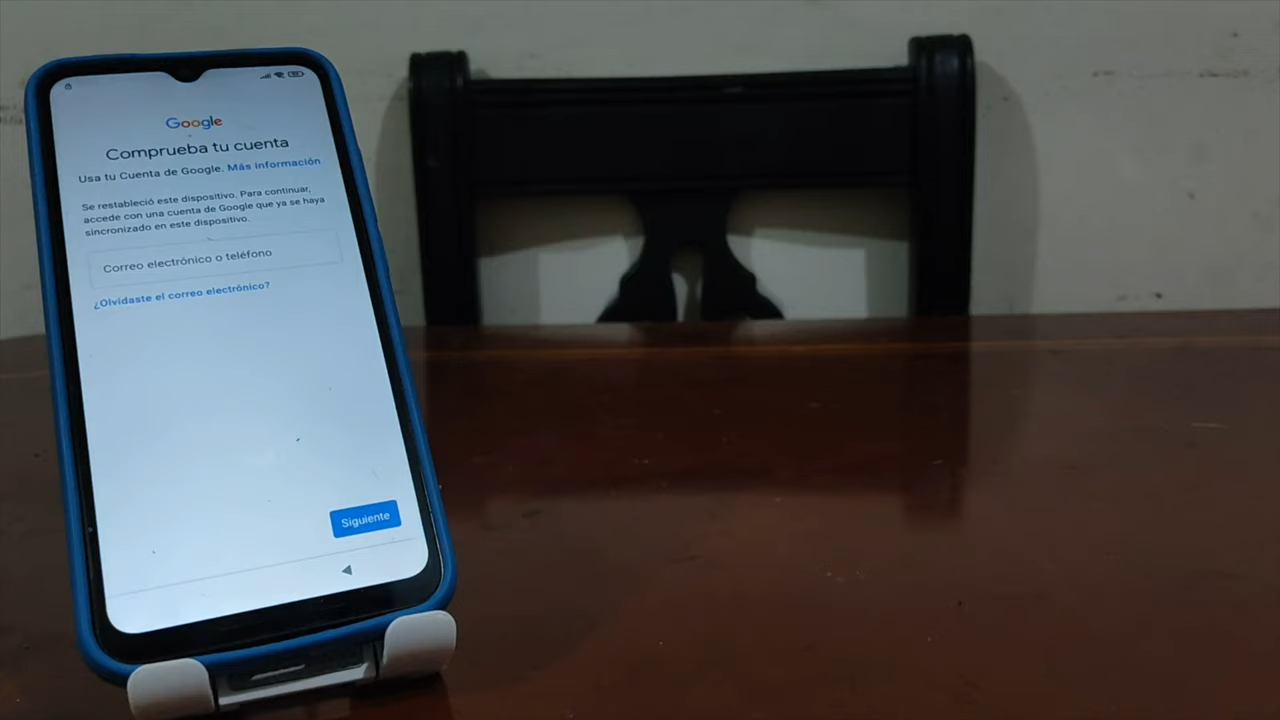 Google
Comprueba tu cuenta
Usa tu Cuenta de Google. Más información
Se restableció este dispositivo. Para continuar,
accede con una cuenta de Google que ya se haya
sincronizado en este dispositivo.
Correo electrónico o teléfono
¿Olvidaste el correo electrónico?
Siguiente